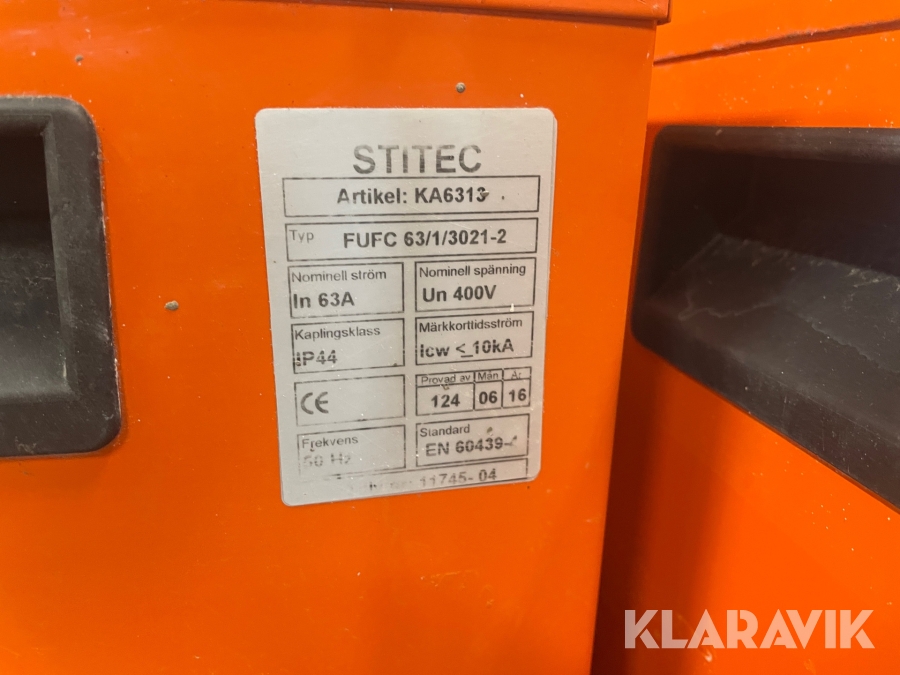 STITEC
Artikel: KA6313
Typ FUFC 63/1/3021-2
Nominell ström Nominell spänning
In 63A Un 400V
Kaplingsklass Märkkorttidsström
IP44 Icw ≤ 10kA
Provad av Mån År
CE 124 06 16
Frekvens Standard
50 Hz EN 60439-
11745-04
KLARAVIK